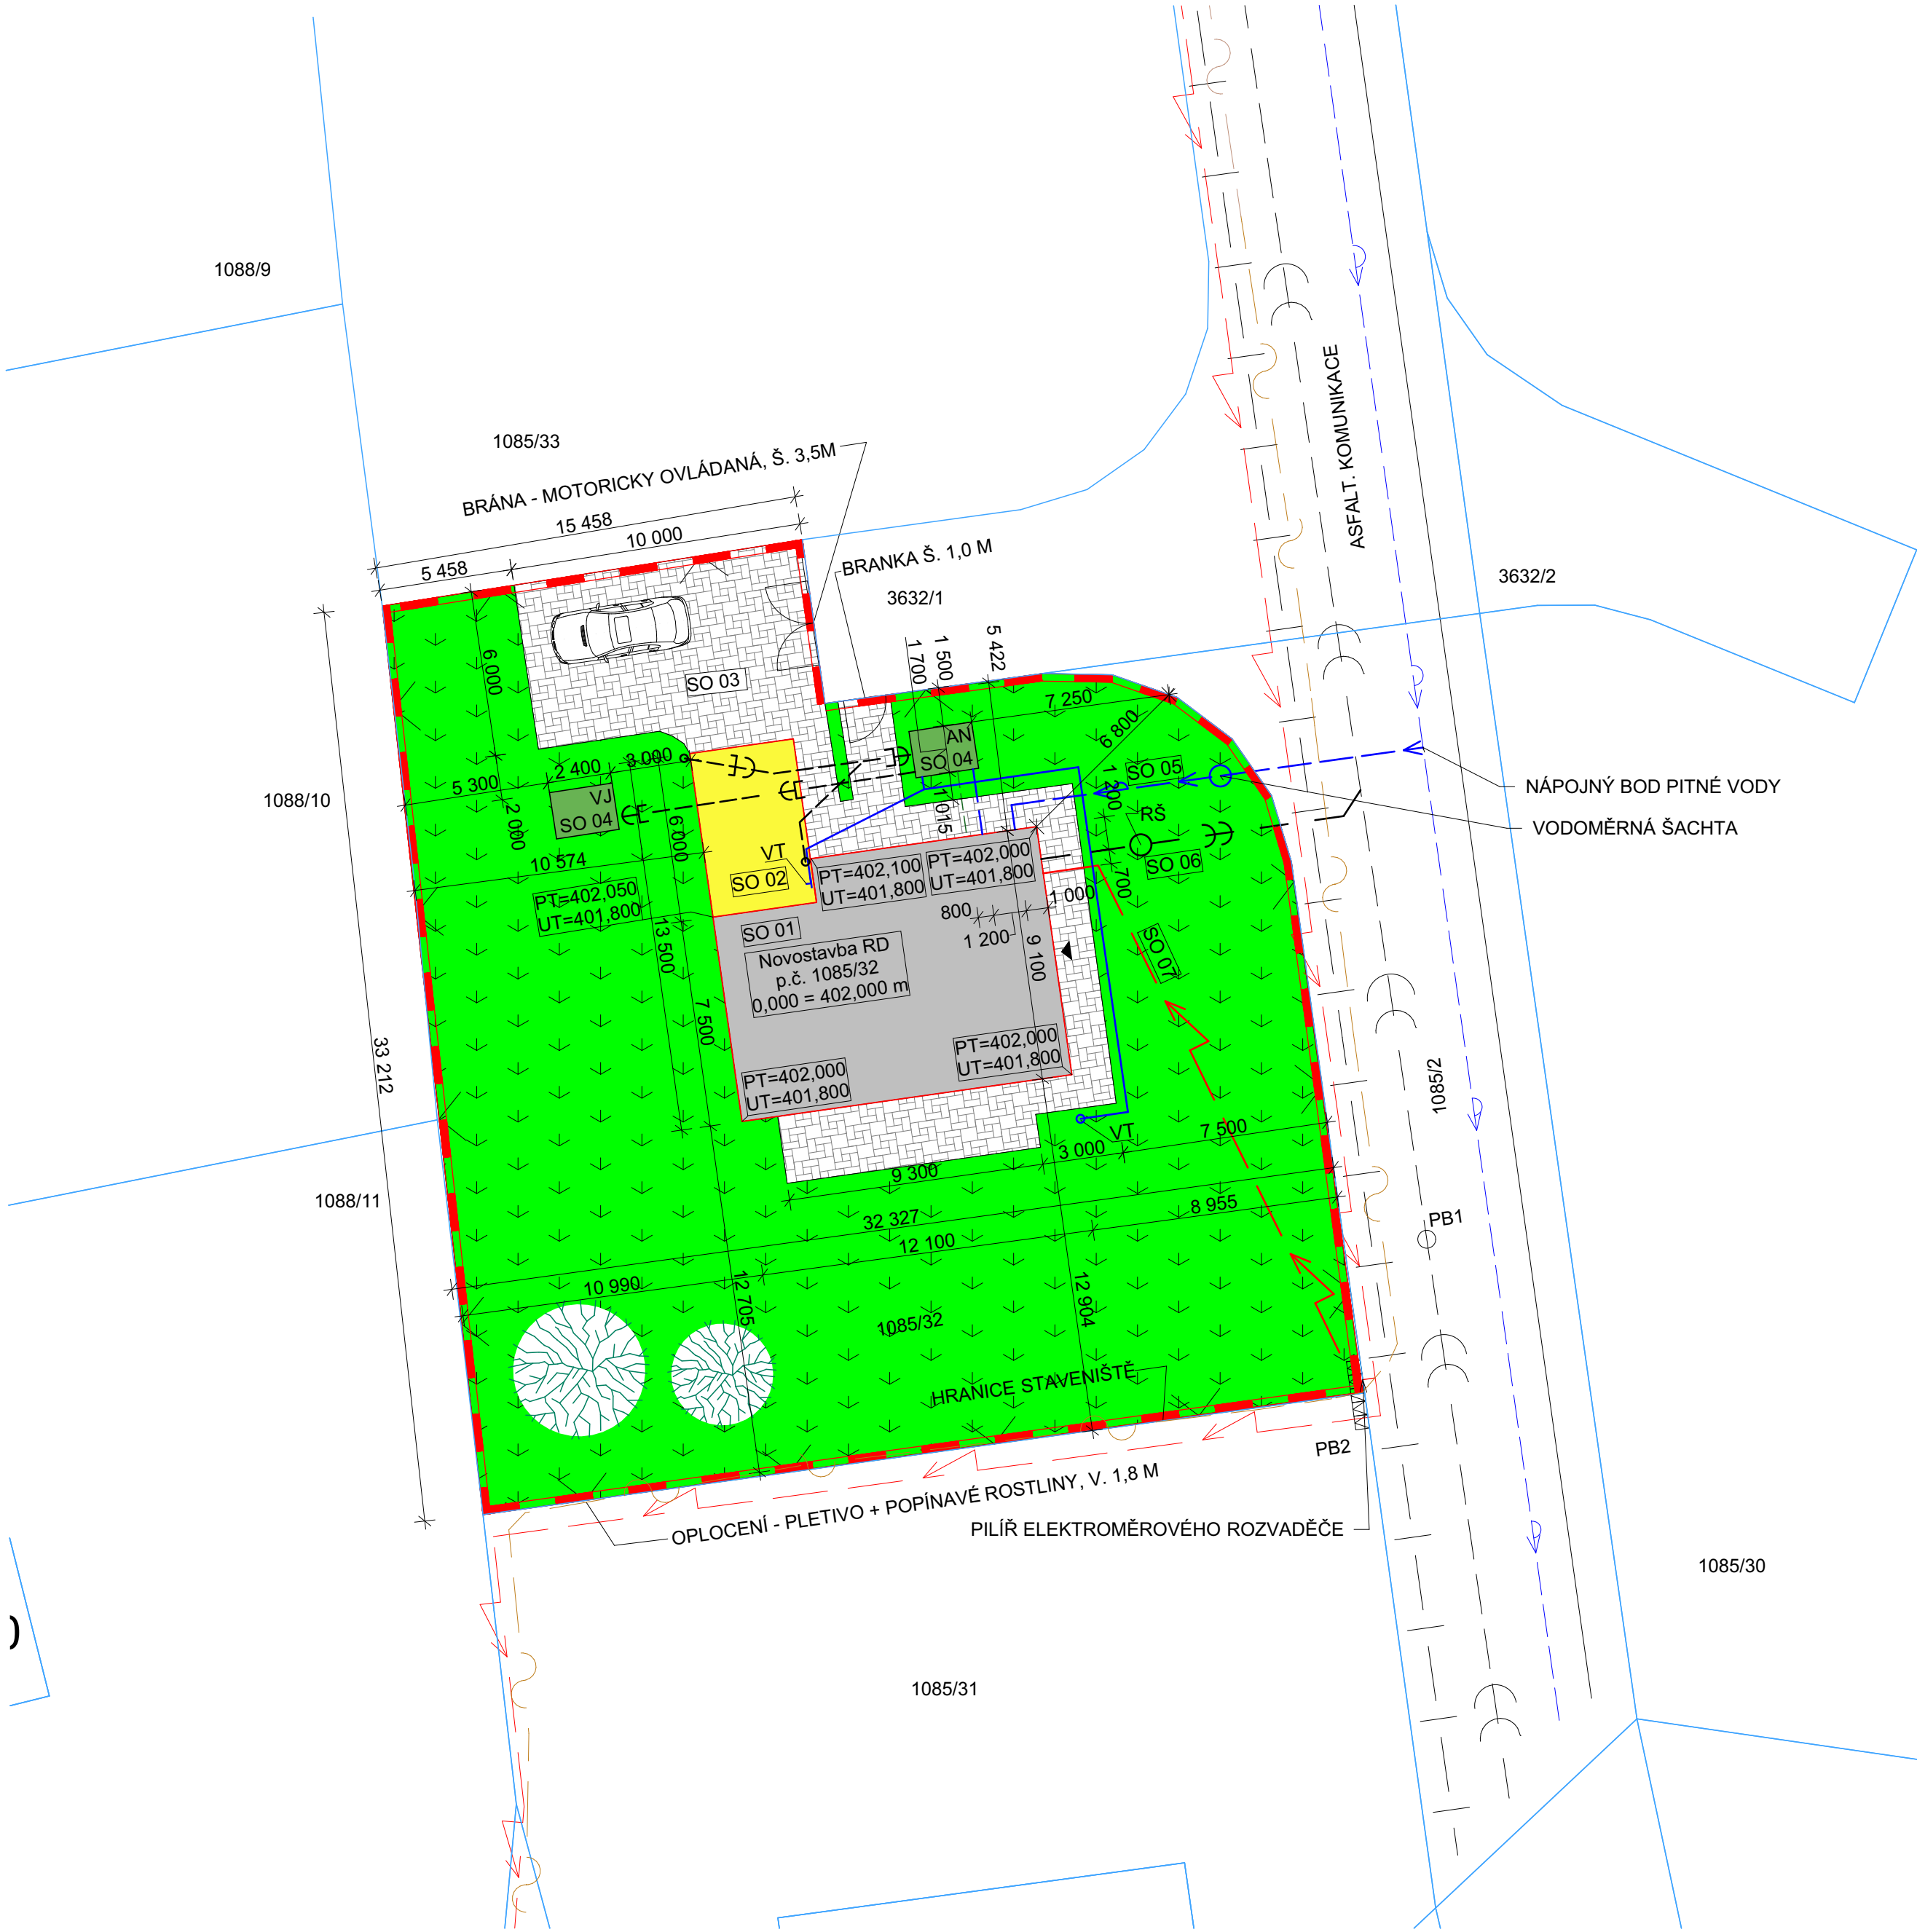 1088/9
1085/33
BRÁNA - MOTORICKY OVLÁDANÁ, Š. 3,5M
15 458
10 000
5 458
BRANKA Š. 1,0 M
3632/1
3632/2
ASFALT. KOMUNIKACE
1 700
1 500
5 422
6 000
SO 03
7 250
6 800
AN
SO 04
SO 05
1 200
NÁPOJNÝ BOD PITNÉ VODY
VODOMĚRNÁ ŠACHTA
3 000
2 400
5 300
VJ
SO 04
2 000
6 000
1 015
RŠ
SO 06
700
1088/10
10 574
VT
SO 02
PT=402,100
UT=401,800
PT=402,000
UT=401,800
PT=402,050
UT=401,800
1 000
800
1 200
9 100
SO 01
Novostavba RD
p.č. 1085/32
0,000 = 402,000 m
13 500
7 500
SO 07
PT=402,000
UT=401,800
PT=402,000
UT=401,800
33 212
1085/2
VT
7 500
3 000
9 300
1088/11
32 327
8 955
12 100
10 990
12 705
12 904
PB1
1085/32
HRANICE STAVENIŠTĚ
PB2
OPLOCENÍ - PLETIVO + POPÍNAVÉ ROSTLINY, V. 1,8 M
PILÍŘ ELEKTROMĚROVÉHO ROZVADĚČE
1085/30
1085/31